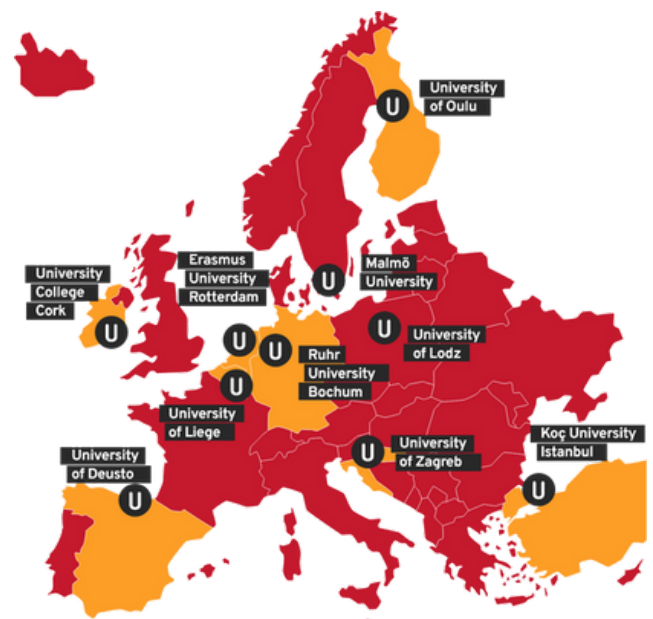 University
of Oulu
U
Erasmus
University
Rotterdam
Malmö
University
U
University
College
Cork
U
U
U
Ruhr
University
Bochum
U
University
of Lodz
U
University
of Liege
University
of Deusto
U
U
University
of Zagreb
Koç University
Istanbul
U